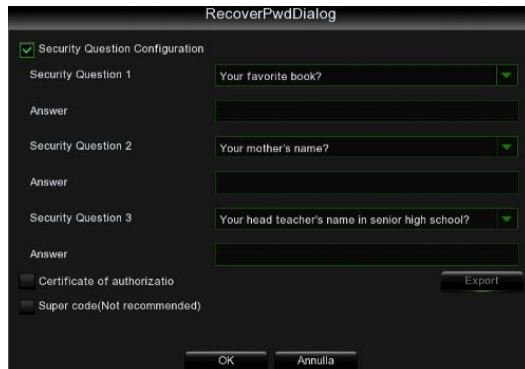 RecoverPwdDialog
Security Question Configuration
Security Question 1
Your favorite book?
Answer
Security Question 2
Your mother's name?
Answer
Security Question 3
Your head teacher's name in senior high school?
Answer
Certificate of authorizatio
Export
Super code(Not recommended)
OK
Annulla